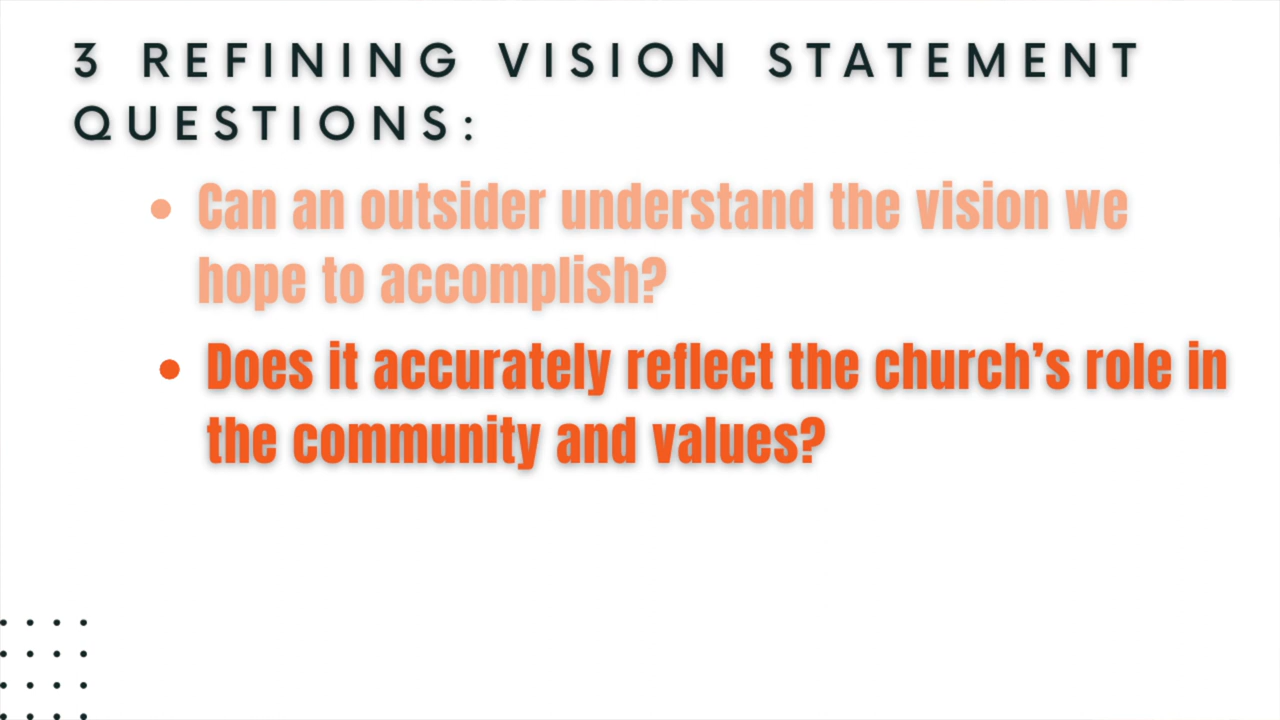 3 REFINING VISION STATEMENT
QUESTIONS:
• Can an outsider understand the vision we
hope to accomplish?
• Does it accurately reflect the church’s role in
the community and values?